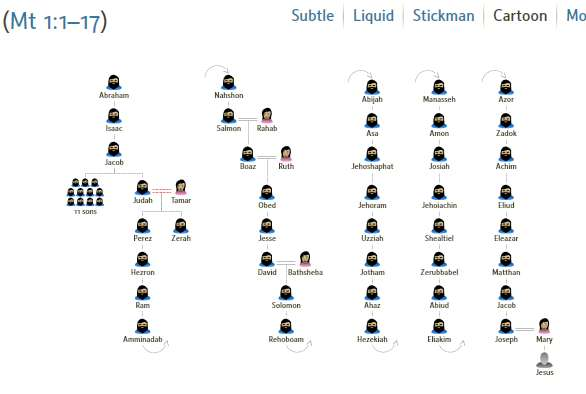 (Mt 1:1–17)
Subtle Liquid Stickman Cartoon Mo
Abraham
Isaac
Jacob
11 sons
Judah Tamar
Perez Zerah
Hezron
Ram
Amminadab
Nahshon
Salmon Rahab
Boaz Ruth
Obed
Jesse
David Bathsheba
Solomon
Rehoboam
Abijah
Asa
Jehoshaphat
Jehoram
Uzziah
Jotham
Ahaz
Hezekiah
Manasseh
Amon
Josiah
Jehoiachin
Shealtiel
Zerubbabel
Abiud
Eliakim
Azor
Zadok
Achim
Eliud
Eleazar
Matthan
Jacob
Joseph Mary
Jesus